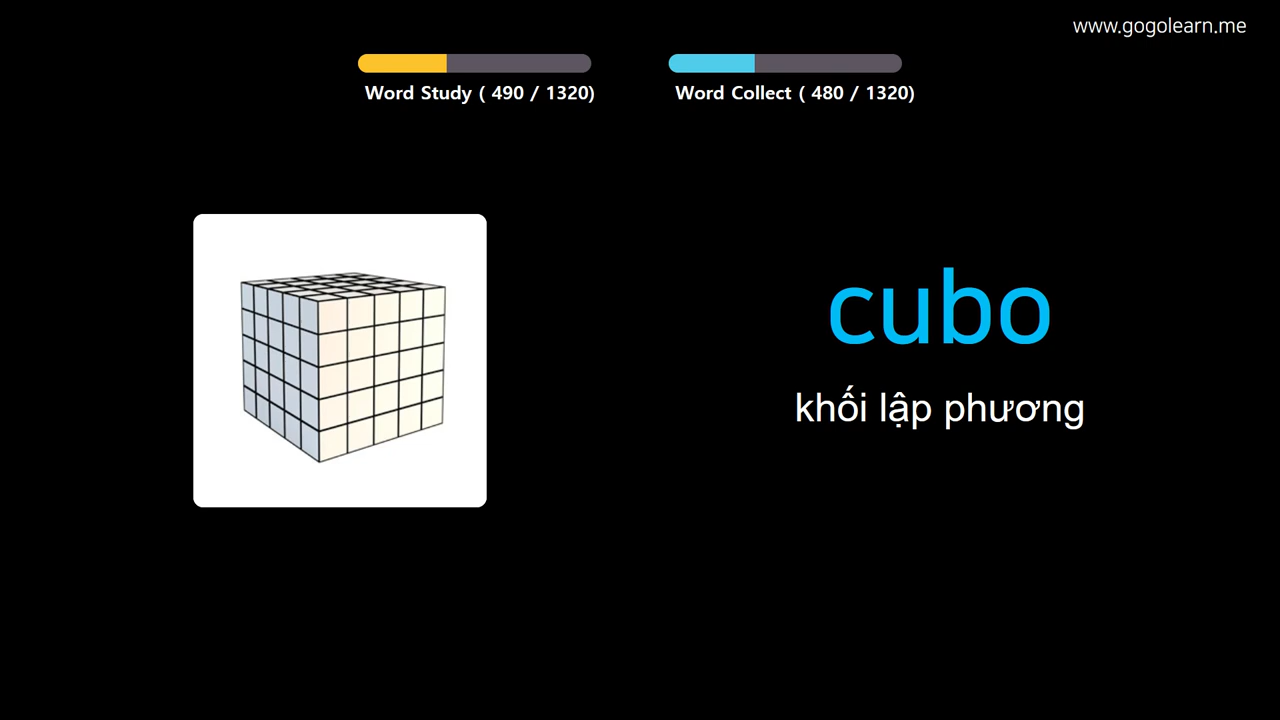 www.gogolearn.me
Word Study ( 490 / 1320)
Word Collect ( 480 / 1320)
cubo
khối lập phương